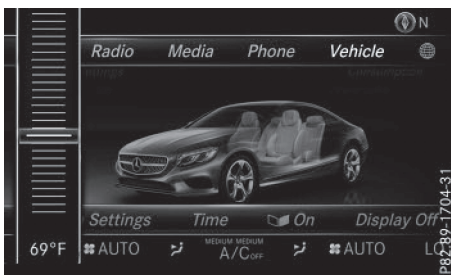 N
Radio Media Phone Vehicle
Settings Time On Display Off
MEDIUM MEDIUM
69°F AUTO A/C OFF AUTO LO
P82.89-1704-31